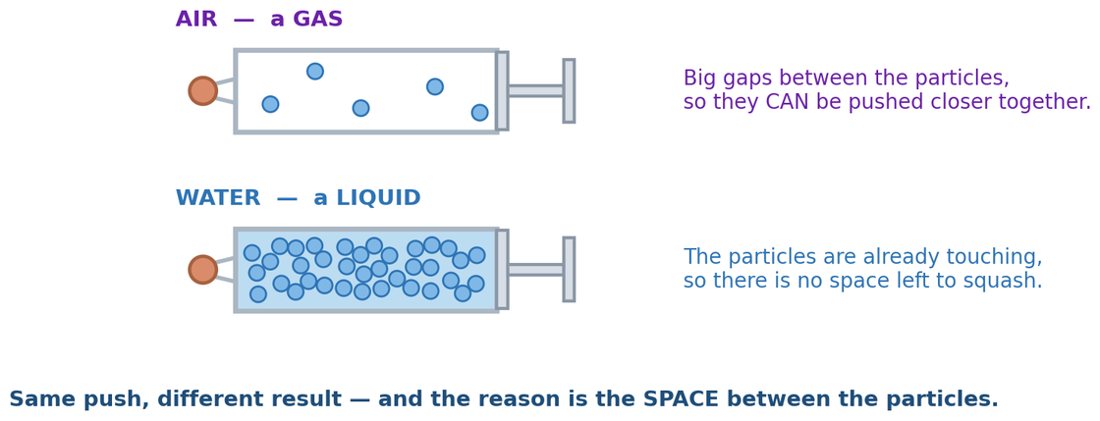 AIR — a GAS
Big gaps between the particles,
so they CAN be pushed closer together.
WATER — a LIQUID
The particles are already touching,
so there is no space left to squash.
Same push, different result — and the reason is the SPACE between the particles.